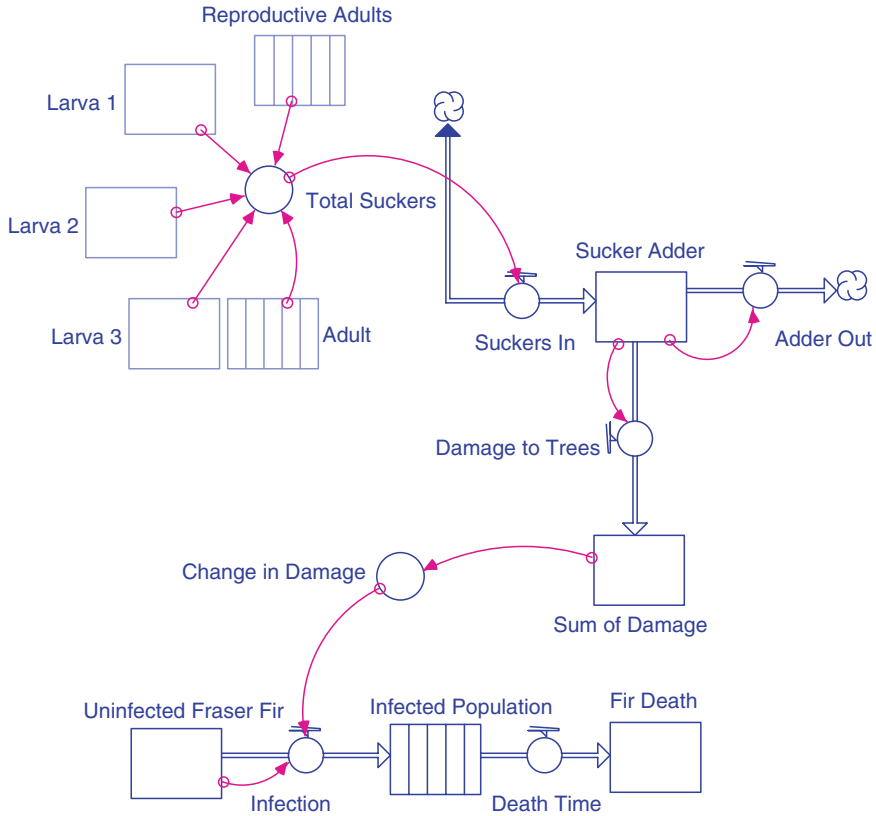 Reproductive Adults
Larva 1
Larva 2
Total Suckers
Larva 3
Adult
Sucker Adder
Suckers In
Adder Out
Damage to Trees
Change in Damage
Sum of Damage
Uninfected Fraser Fir
Infected Population
Fir Death
Infection
Death Time